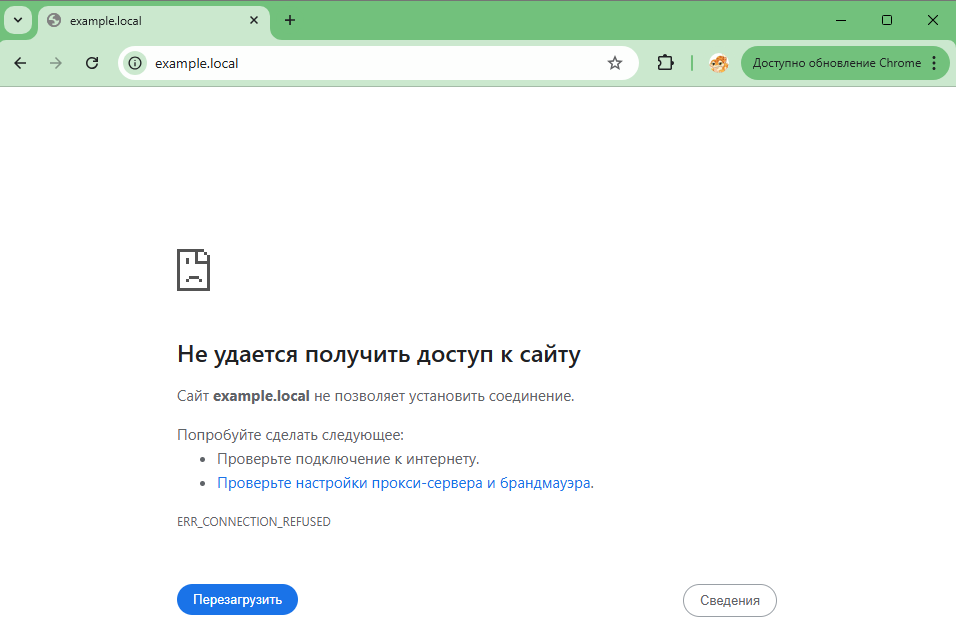 example.local
example.local
Доступно обновление Chrome
Не удается получить доступ к сайту
Сайт example.local не позволяет установить соединение.
Попробуйте сделать следующее:
Проверьте подключение к интернету.
Проверьте настройки прокси-сервера и брандмауэра.
ERR_CONNECTION_REFUSED
Перезагрузить
Сведения